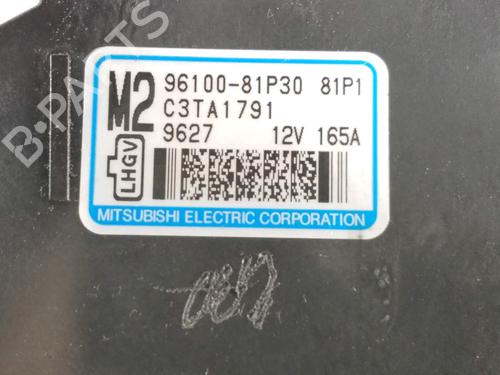 M2 96100-81P30 81P1
C3TA1791
9627 12V 165A
LHGV
MITSUBISHI ELECTRIC CORPORATION
B-PARTS